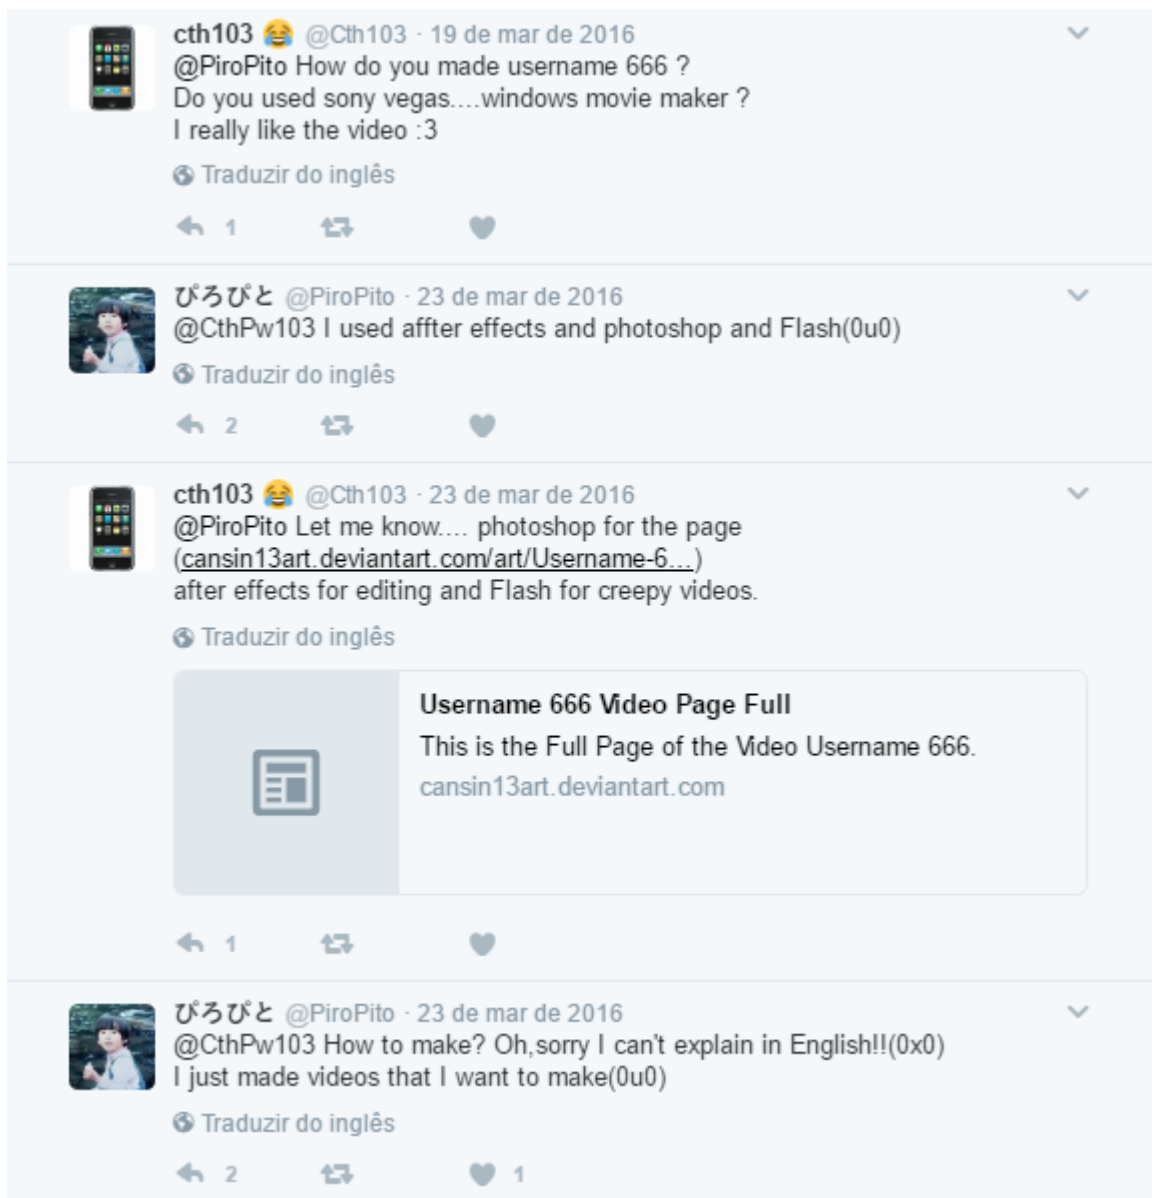 cth103 😂 @Cth103 · 19 de mar de 2016
@PiroPito How do you made username 666 ?
Do you used sony vegas....windows movie maker ?
I really like the video :3
Traduzir do inglês
1
ぴろぴと @PiroPito · 23 de mar de 2016
@CthPw103 I used affter effects and photoshop and Flash(0u0)
Traduzir do inglês
2
cth103 😂 @Cth103 · 23 de mar de 2016
@PiroPito Let me know.... photoshop for the page
(cansin13art.deviantart.com/art/Username-6...)
after effects for editing and Flash for creepy videos.
Traduzir do inglês
Username 666 Video Page Full
This is the Full Page of the Video Username 666.
cansin13art.deviantart.com
1
ぴろぴと @PiroPito · 23 de mar de 2016
@CthPw103 How to make? Oh,sorry I can't explain in English!!(0x0)
I just made videos that I want to make(0u0)
Traduzir do inglês
2 1